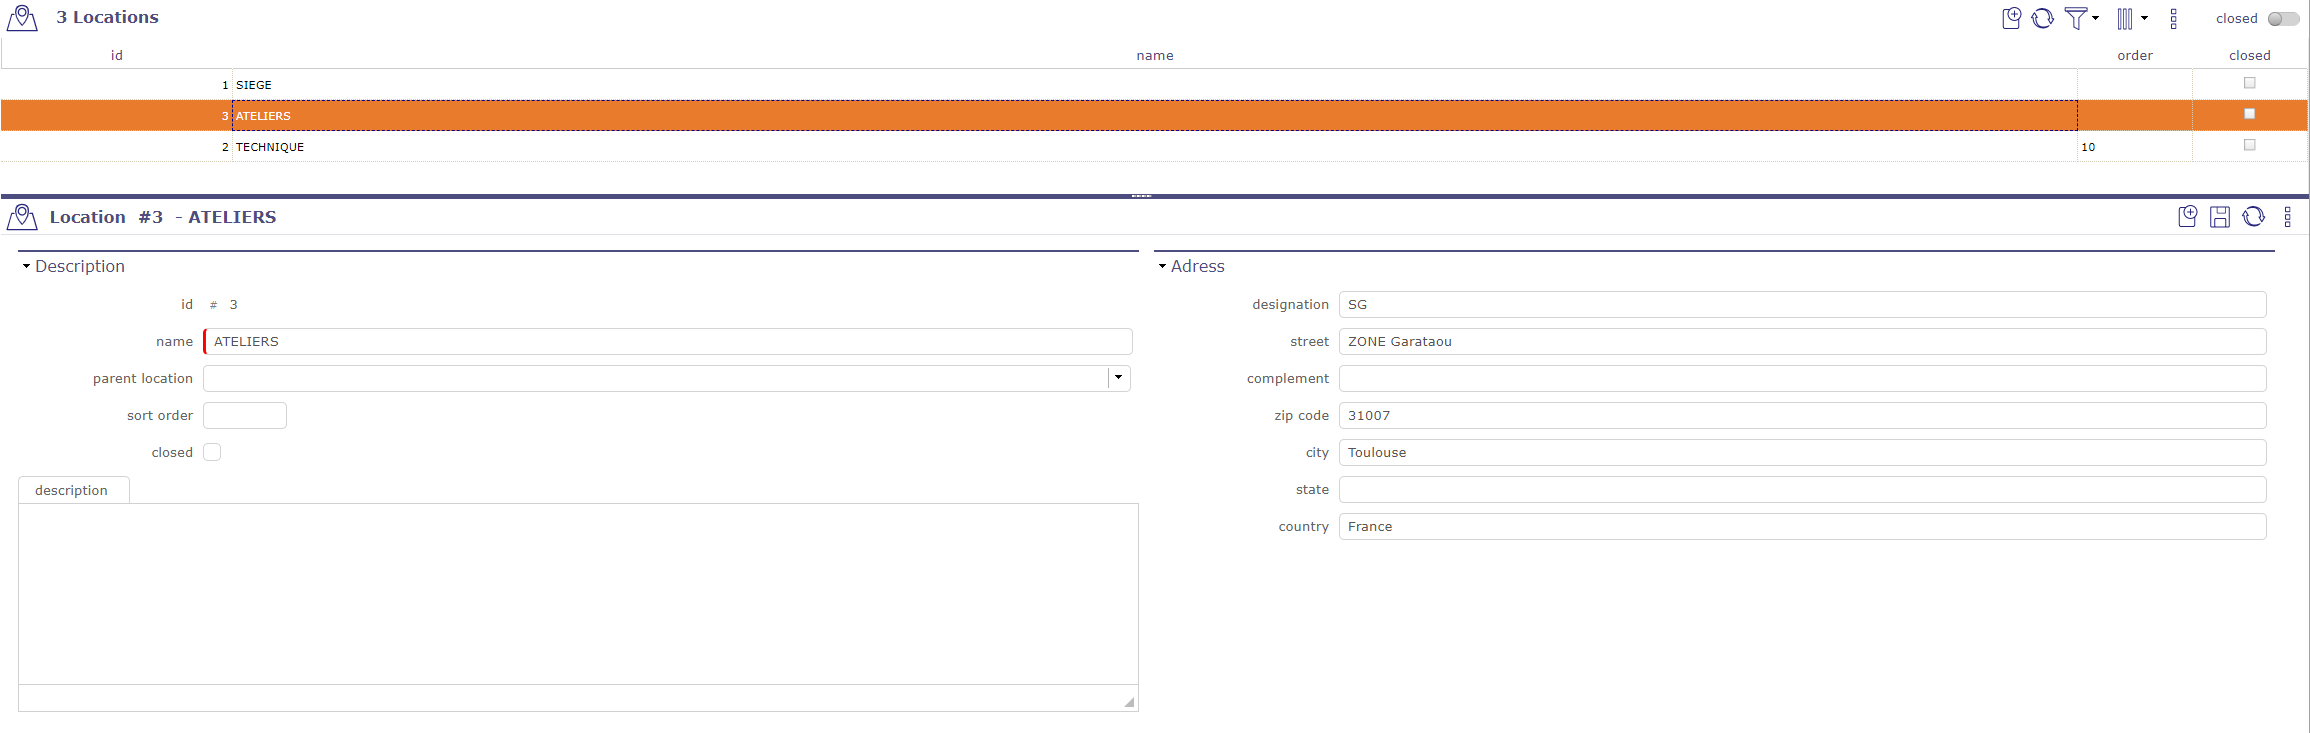 3 Locations
closed
id name order closed
1 SIEGE
3 ATELIERS
2 TECHNIQUE 10
Location #3 - ATELIERS
Description
id # 3
name ATELIERS
parent location
sort order
closed
description
Adress
designation SG
street ZONE Garataou
complement
zip code 31007
city Toulouse
state
country France